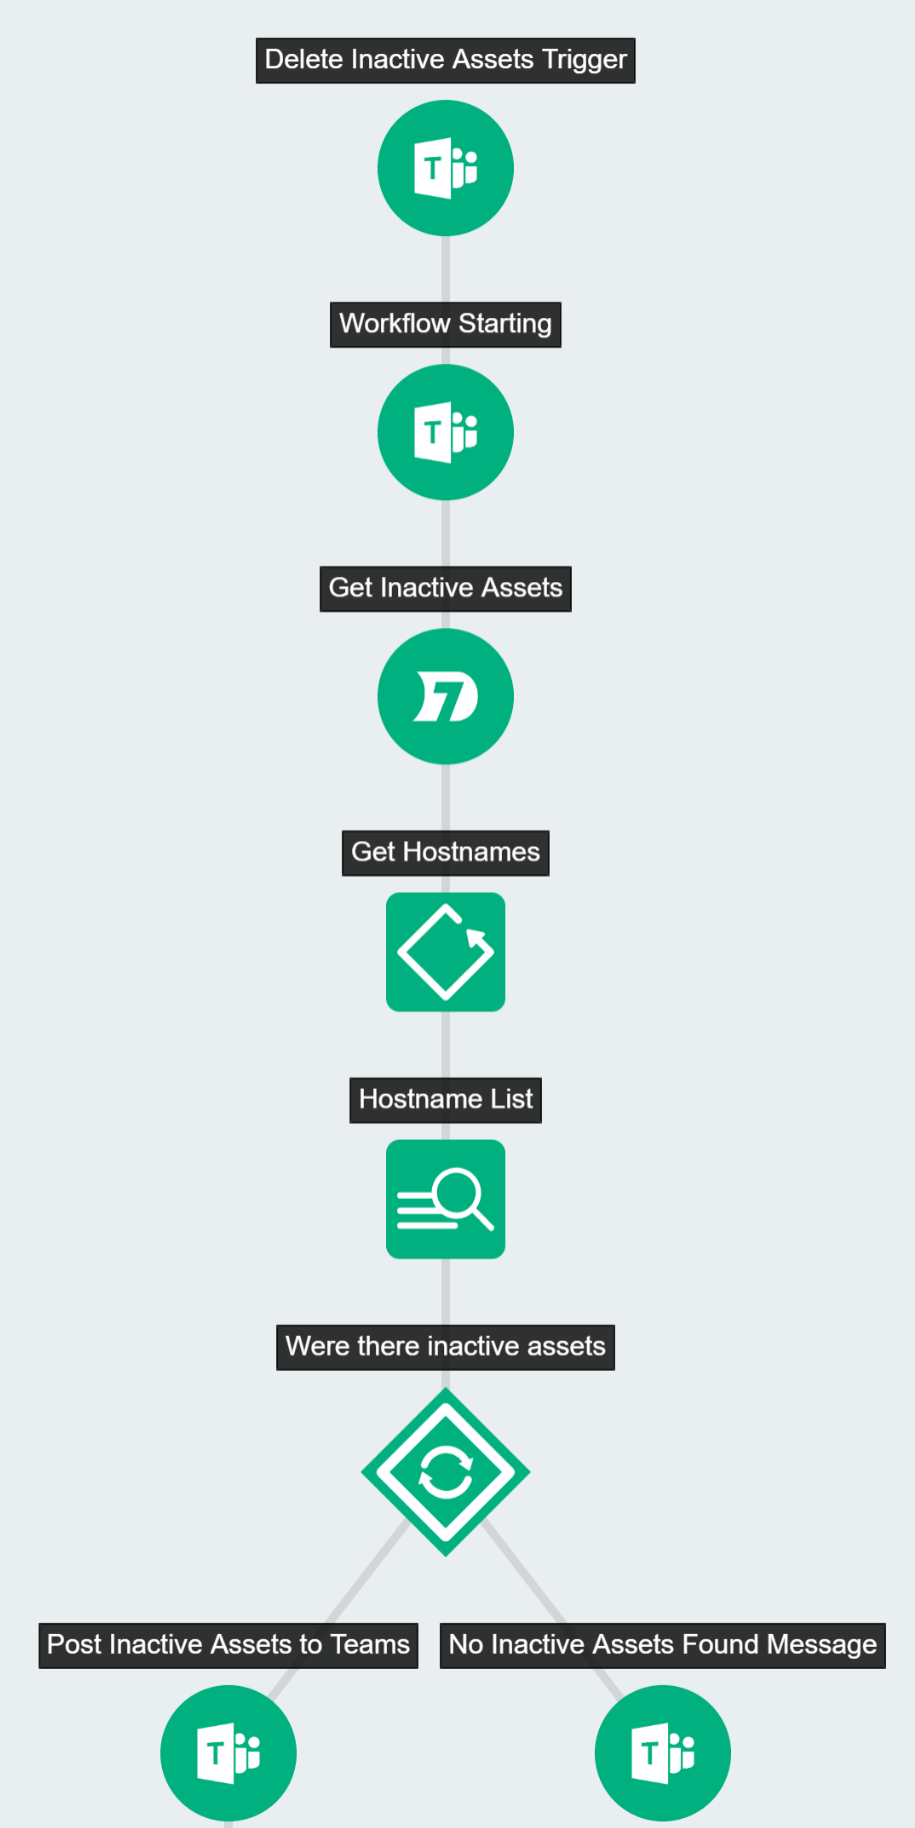 Delete Inactive Assets Trigger
T
Workflow Starting
T
Get Inactive Assets
7
Get Hostnames
Hostname List
Were there inactive assets
Post Inactive Assets to Teams
No Inactive Assets Found Message
T
T